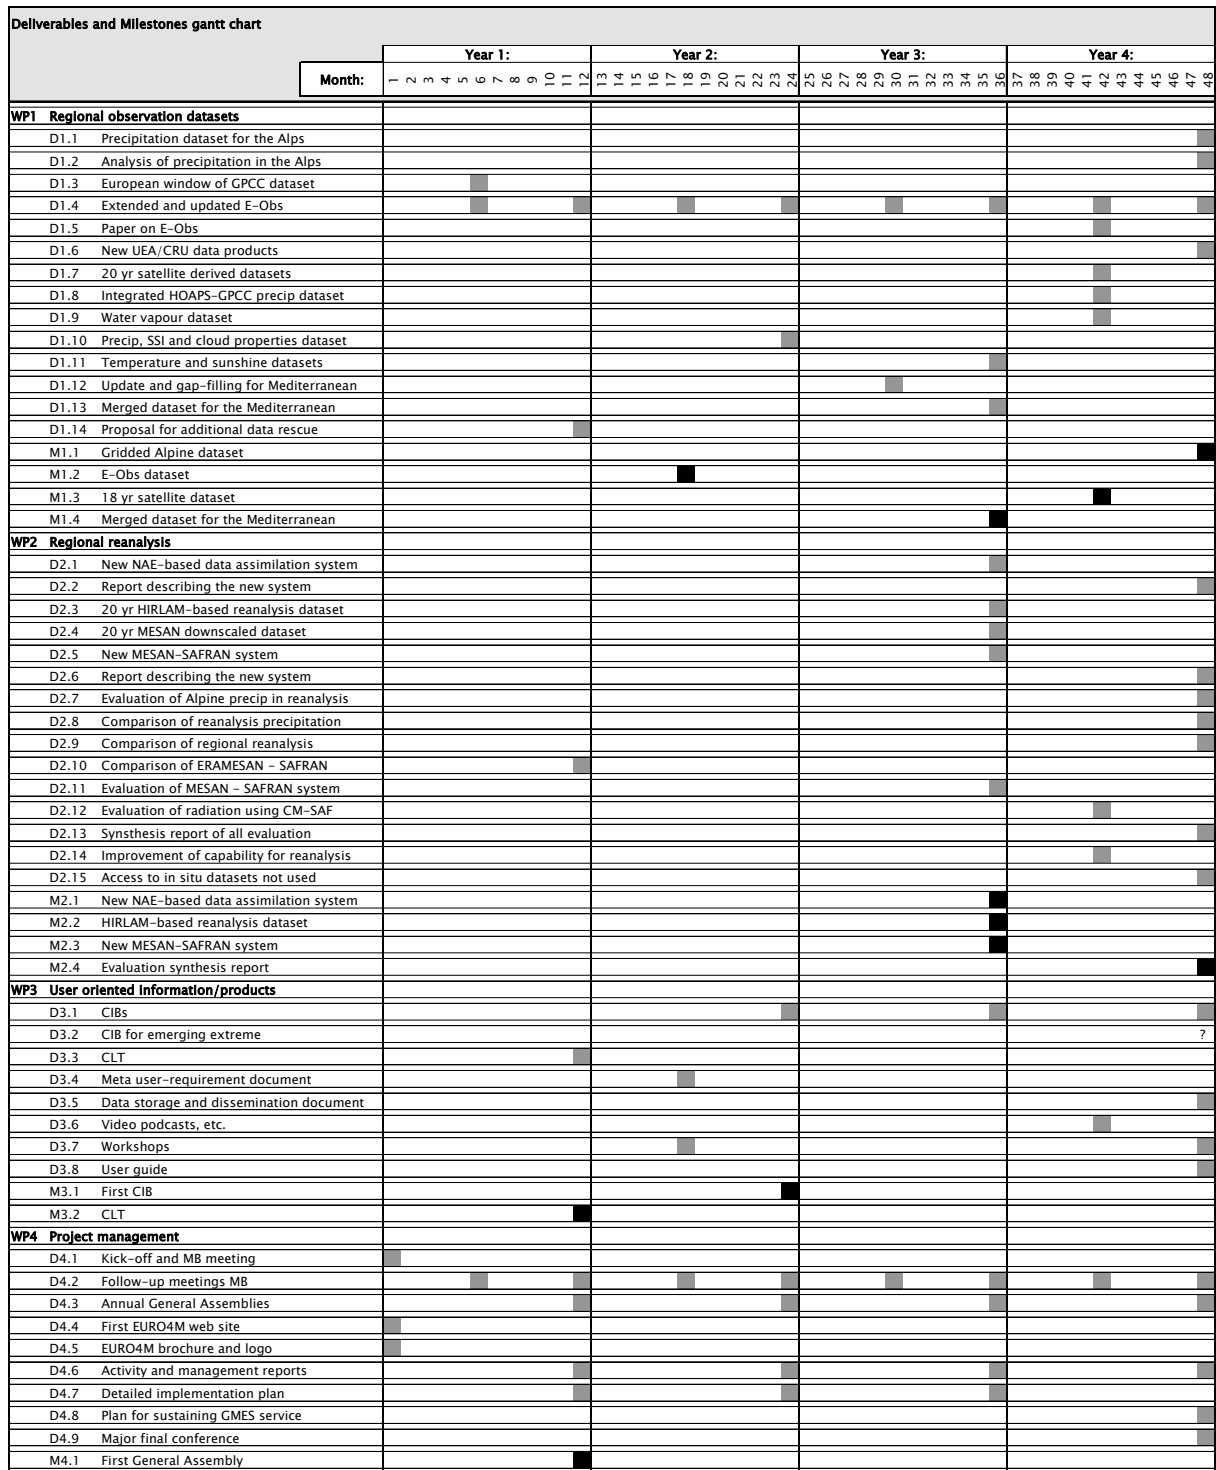 Deliverables and Milestones gantt chart
Year 1: Year 2: Year 3: Year 4:
Month: 1 2 3 4 5 6 7 8 9 10 11 12 13 14 15 16 17 18 19 20 21 22 23 24 25 26 27 28 29 30 31 32 33 34 35 36 37 38 39 40 41 42 43 44 45 46 47 48
WP1 Regional observation datasets
D1.1 Precipitation dataset for the Alps
D1.2 Analysis of precipitation in the Alps
D1.3 European window of GPCC dataset
D1.4 Extended and updated E-Obs
D1.5 Paper on E-Obs
D1.6 New UEA/CRU data products
D1.7 20 yr satellite derived datasets
D1.8 Integrated HOAPS-GPCC precip dataset
D1.9 Water vapour dataset
D1.10 Precip, SSI and cloud properties dataset
D1.11 Temperature and sunshine datasets
D1.12 Update and gap-filling for Mediterranean
D1.13 Merged dataset for the Mediterranean
D1.14 Proposal for additional data rescue
M1.1 Gridded Alpine dataset
M1.2 E-Obs dataset
M1.3 18 yr satellite dataset
M1.4 Merged dataset for the Mediterranean
WP2 Regional reanalysis
D2.1 New NAE-based data assimilation system
D2.2 Report describing the new system
D2.3 20 yr HIRLAM-based reanalysis dataset
D2.4 20 yr MESAN downscaled dataset
D2.5 New MESAN-SAFRAN system
D2.6 Report describing the new system
D2.7 Evaluation of Alpine precip in reanalysis
D2.8 Comparison of reanalysis precipitation
D2.9 Comparison of regional reanalysis
D2.10 Comparison of ERAMESAN - SAFRAN
D2.11 Evaluation of MESAN - SAFRAN system
D2.12 Evaluation of radiation using CM-SAF
D2.13 Synsthesis report of all evaluation
D2.14 Improvement of capability for reanalysis
D2.15 Access to in situ datasets not used
M2.1 New NAE-based data assimilation system
M2.2 HIRLAM-based reanalysis dataset
M2.3 New MESAN-SAFRAN system
M2.4 Evaluation synthesis report
WP3 User oriented information/products
D3.1 CIBs
D3.2 CIB for emerging extreme ?
D3.3 CLT
D3.4 Meta user-requirement document
D3.5 Data storage and dissemination document
D3.6 Video podcasts, etc.
D3.7 Workshops
D3.8 User guide
M3.1 First CIB
M3.2 CLT
WP4 Project management
D4.1 Kick-off and MB meeting
D4.2 Follow-up meetings MB
D4.3 Annual General Assemblies
D4.4 First EURO4M web site
D4.5 EURO4M brochure and logo
D4.6 Activity and management reports
D4.7 Detailed implementation plan
D4.8 Plan for sustaining GMES service
D4.9 Major final conference
M4.1 First General Assembly